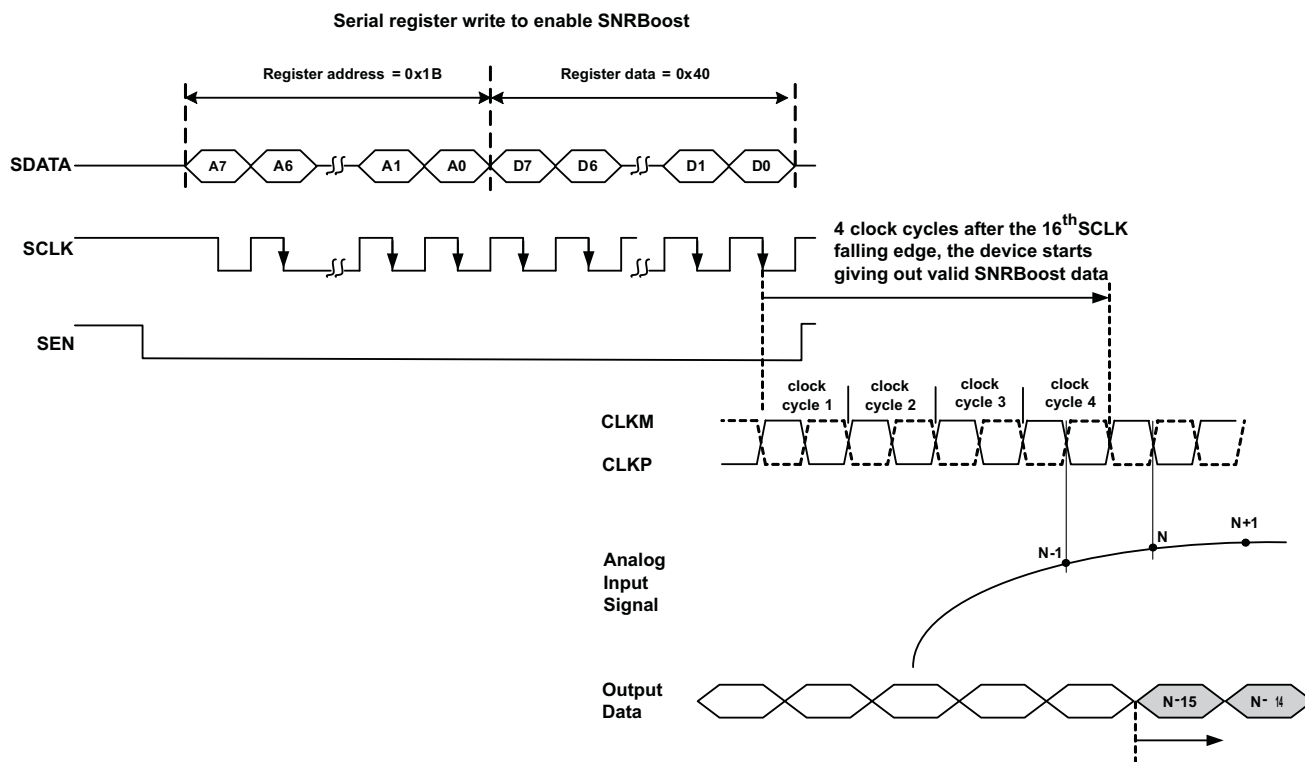 Serial register write to enable SNRBoost
Register address = 0x1B
Register data = 0x40
SDATA
A7
A6
A1
A0
D7
D6
D1
D0
SCLK
4 clock cycles after the 16th SCLK
falling edge, the device starts
giving out valid SNRBoost data
SEN
clock
cycle 1
clock
cycle 2
clock
cycle 3
clock
cycle 4
CLKM
CLKP
N-1
N
N+1
Analog
Input
Signal
Output
Data
N-15
N- 14